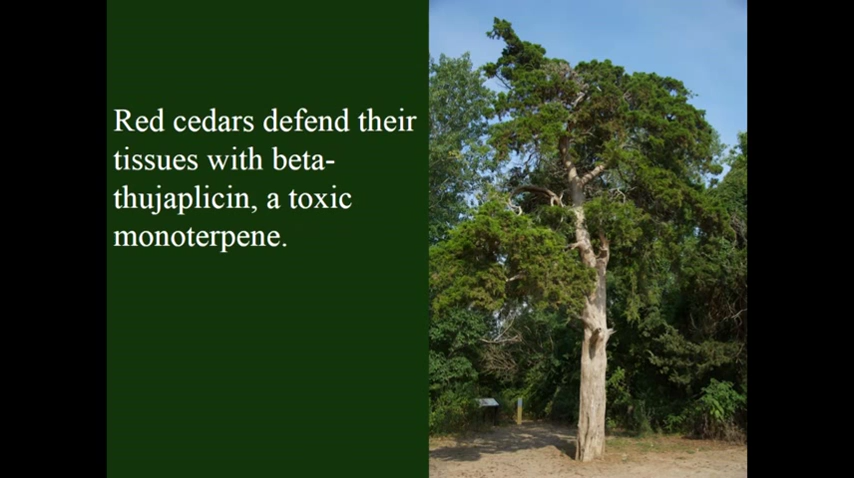 Red cedars defend their
tissues with beta-
thujaplicin, a toxic
monoterpene.